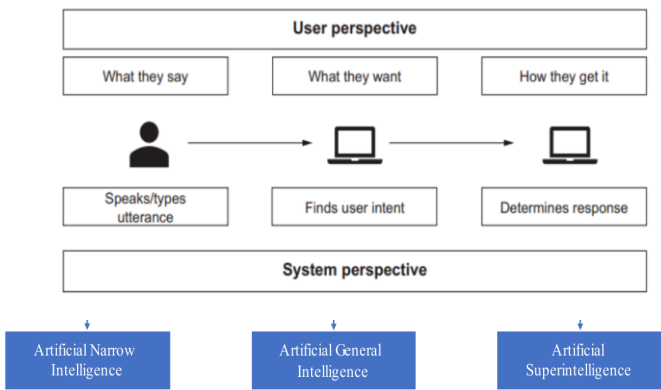 User perspective
What they say
What they want
How they get it
Speaks/types
utterance
Finds user intent
Determines response
System perspective
Artificial Narrow
Intelligence
Artificial General
Intelligence
Artificial
Superintelligence